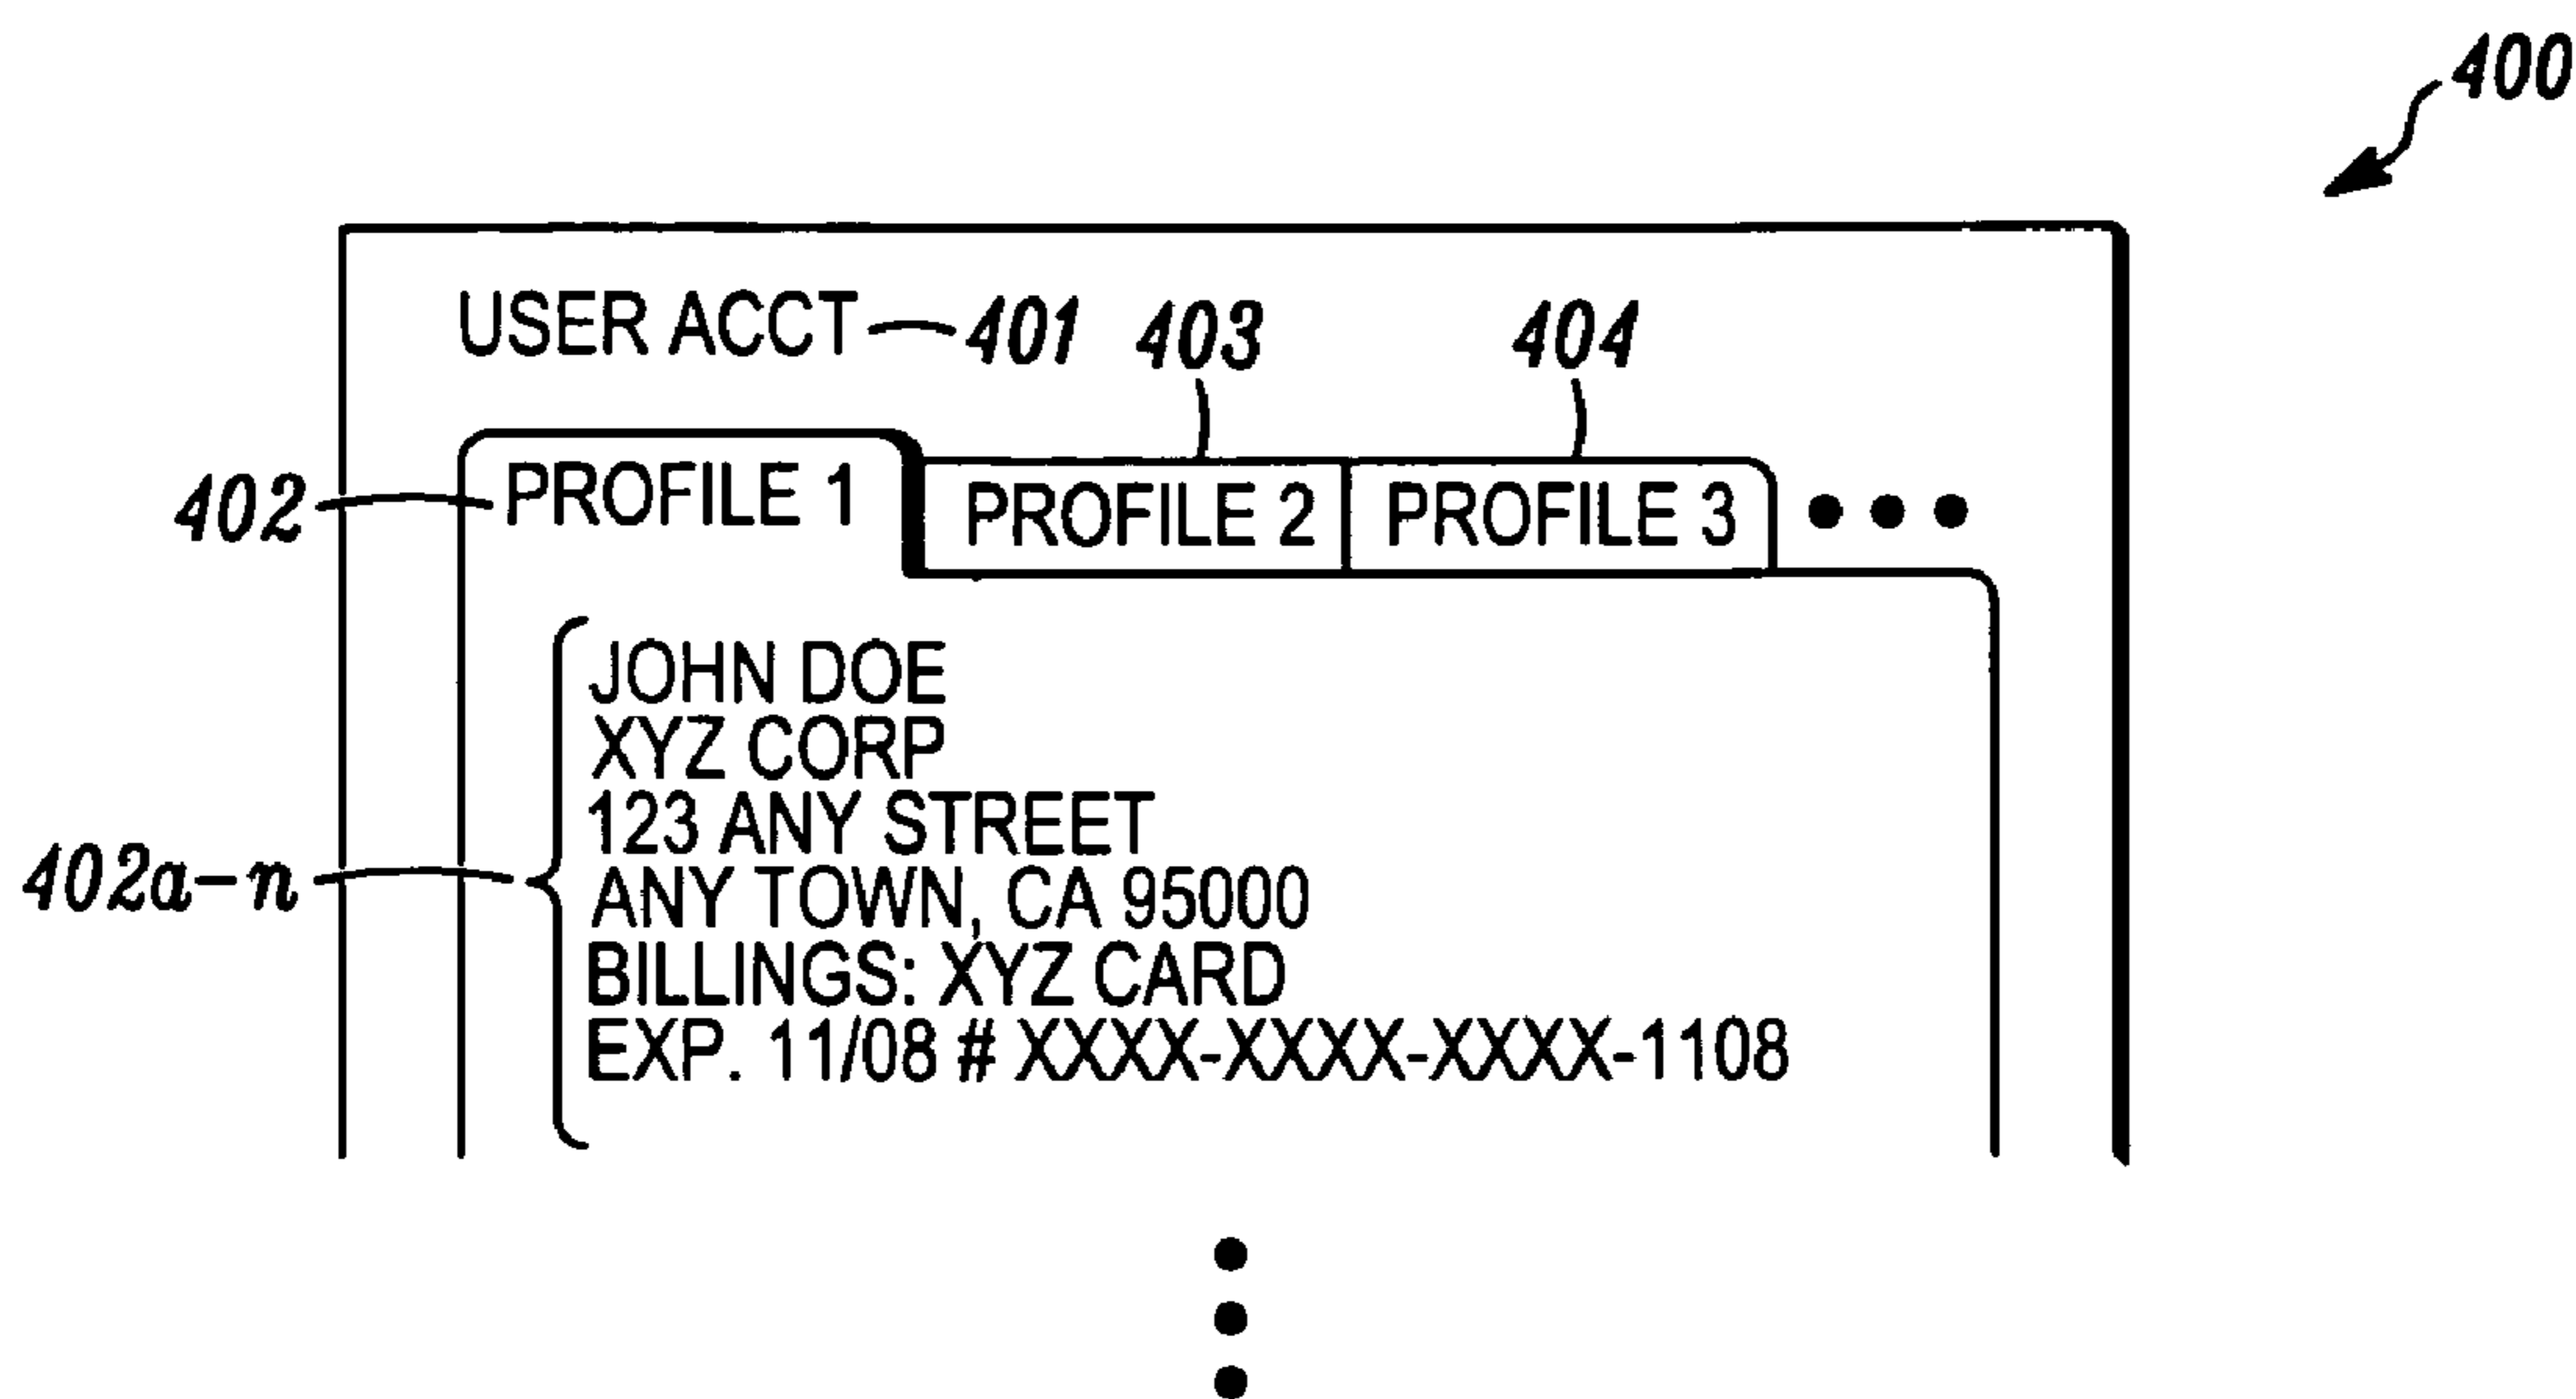 400
USER ACCT 401 403 404
402 PROFILE 1 PROFILE 2 PROFILE 3
JOHN DOE
XYZ CORP
123 ANY STREET
402a-n ANY TOWN, CA 95000
BILLINGS: XYZ CARD
EXP. 11/08 # XXXX-XXXX-XXXX-1108